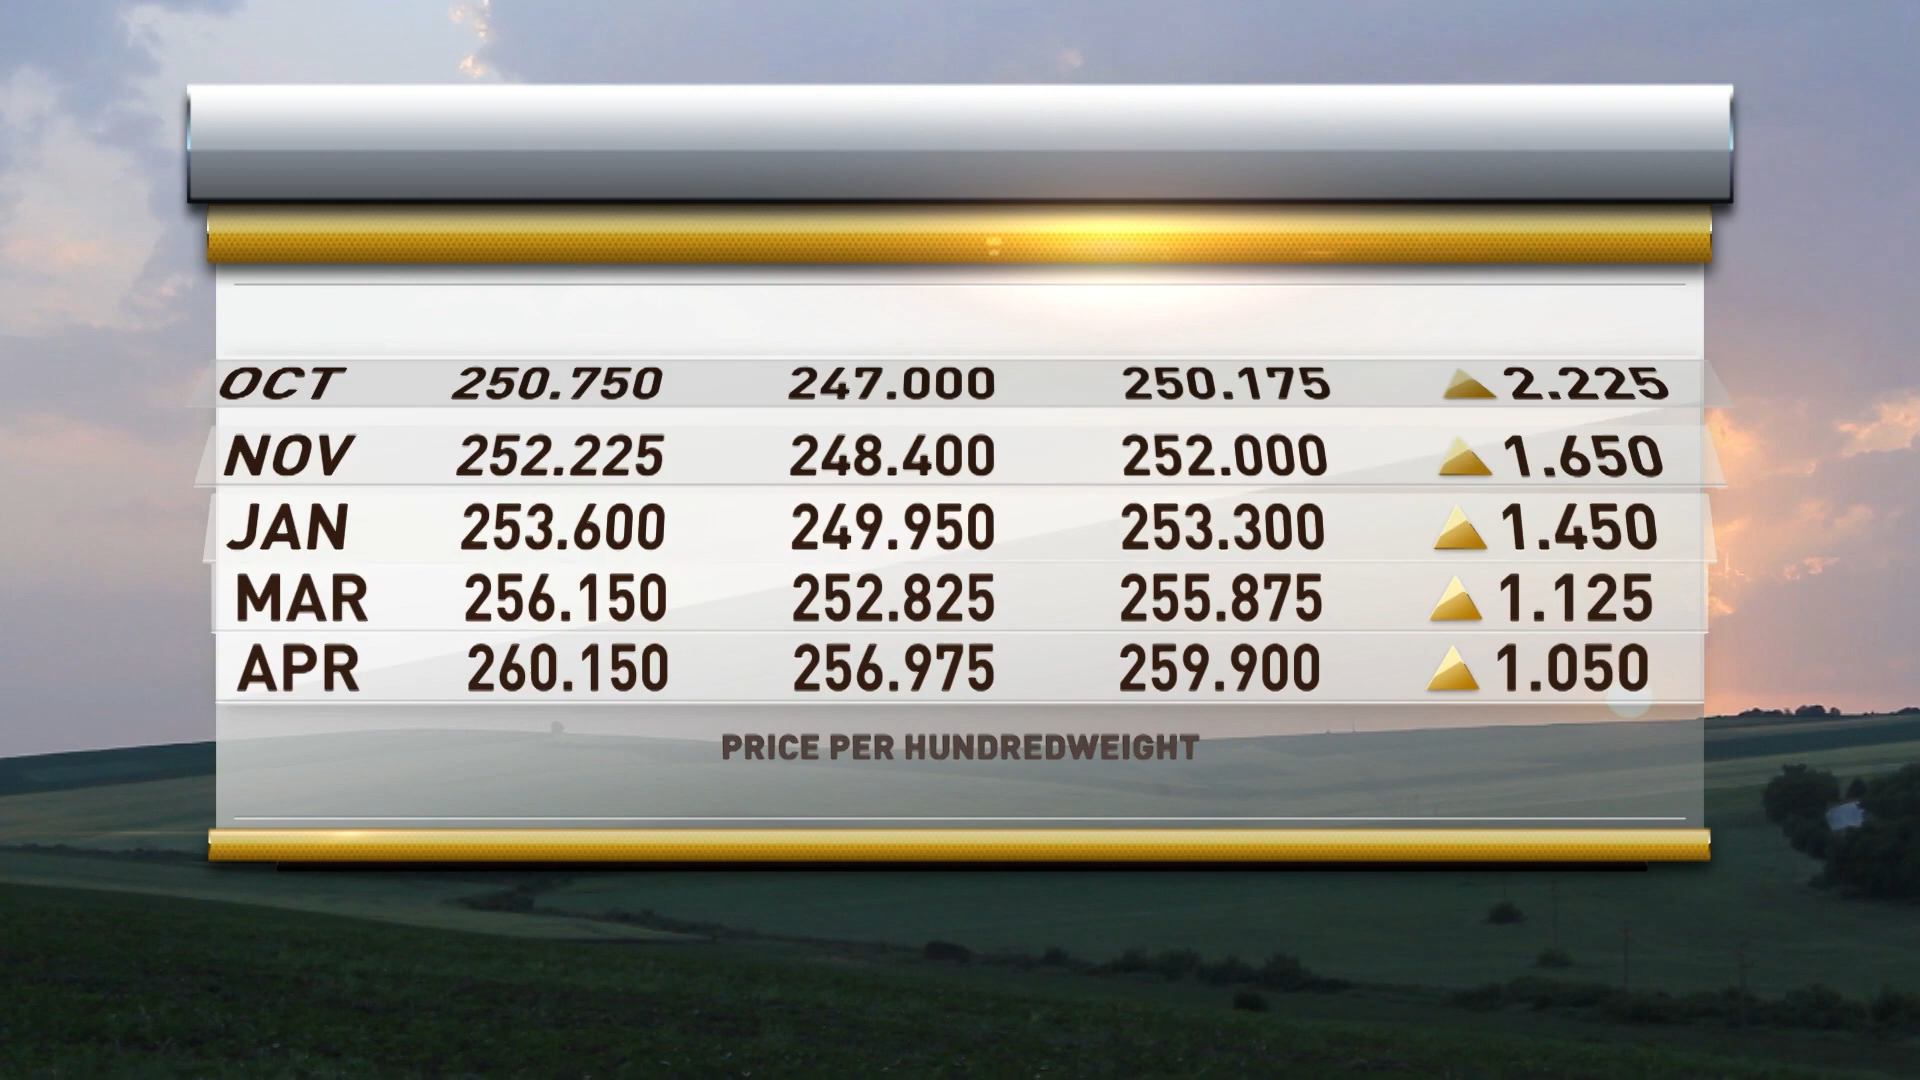 OCT 250.750 247.000 250.175 2.225
NOV 252.225 248.400 252.000 1.650
JAN 253.600 249.950 253.300 1.450
MAR 256.150 252.825 255.875 1.125
APR 260.150 256.975 259.900 1.050
PRICE PER HUNDREDWEIGHT